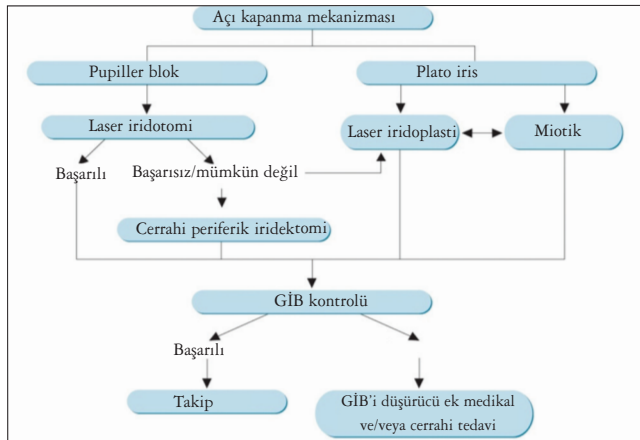 Açı kapanma mekanizması
Pupiller blok
Plato iris
Laser iridotomi
Laser iridoplasti
Miotik
Başarılı
Başarısız/mümkün değil
Cerrahi periferik iridektomi
GİB kontrolü
Başarılı
Takip
GİB'i düşürücü ek medikal
ve/veya cerrahi tedavi